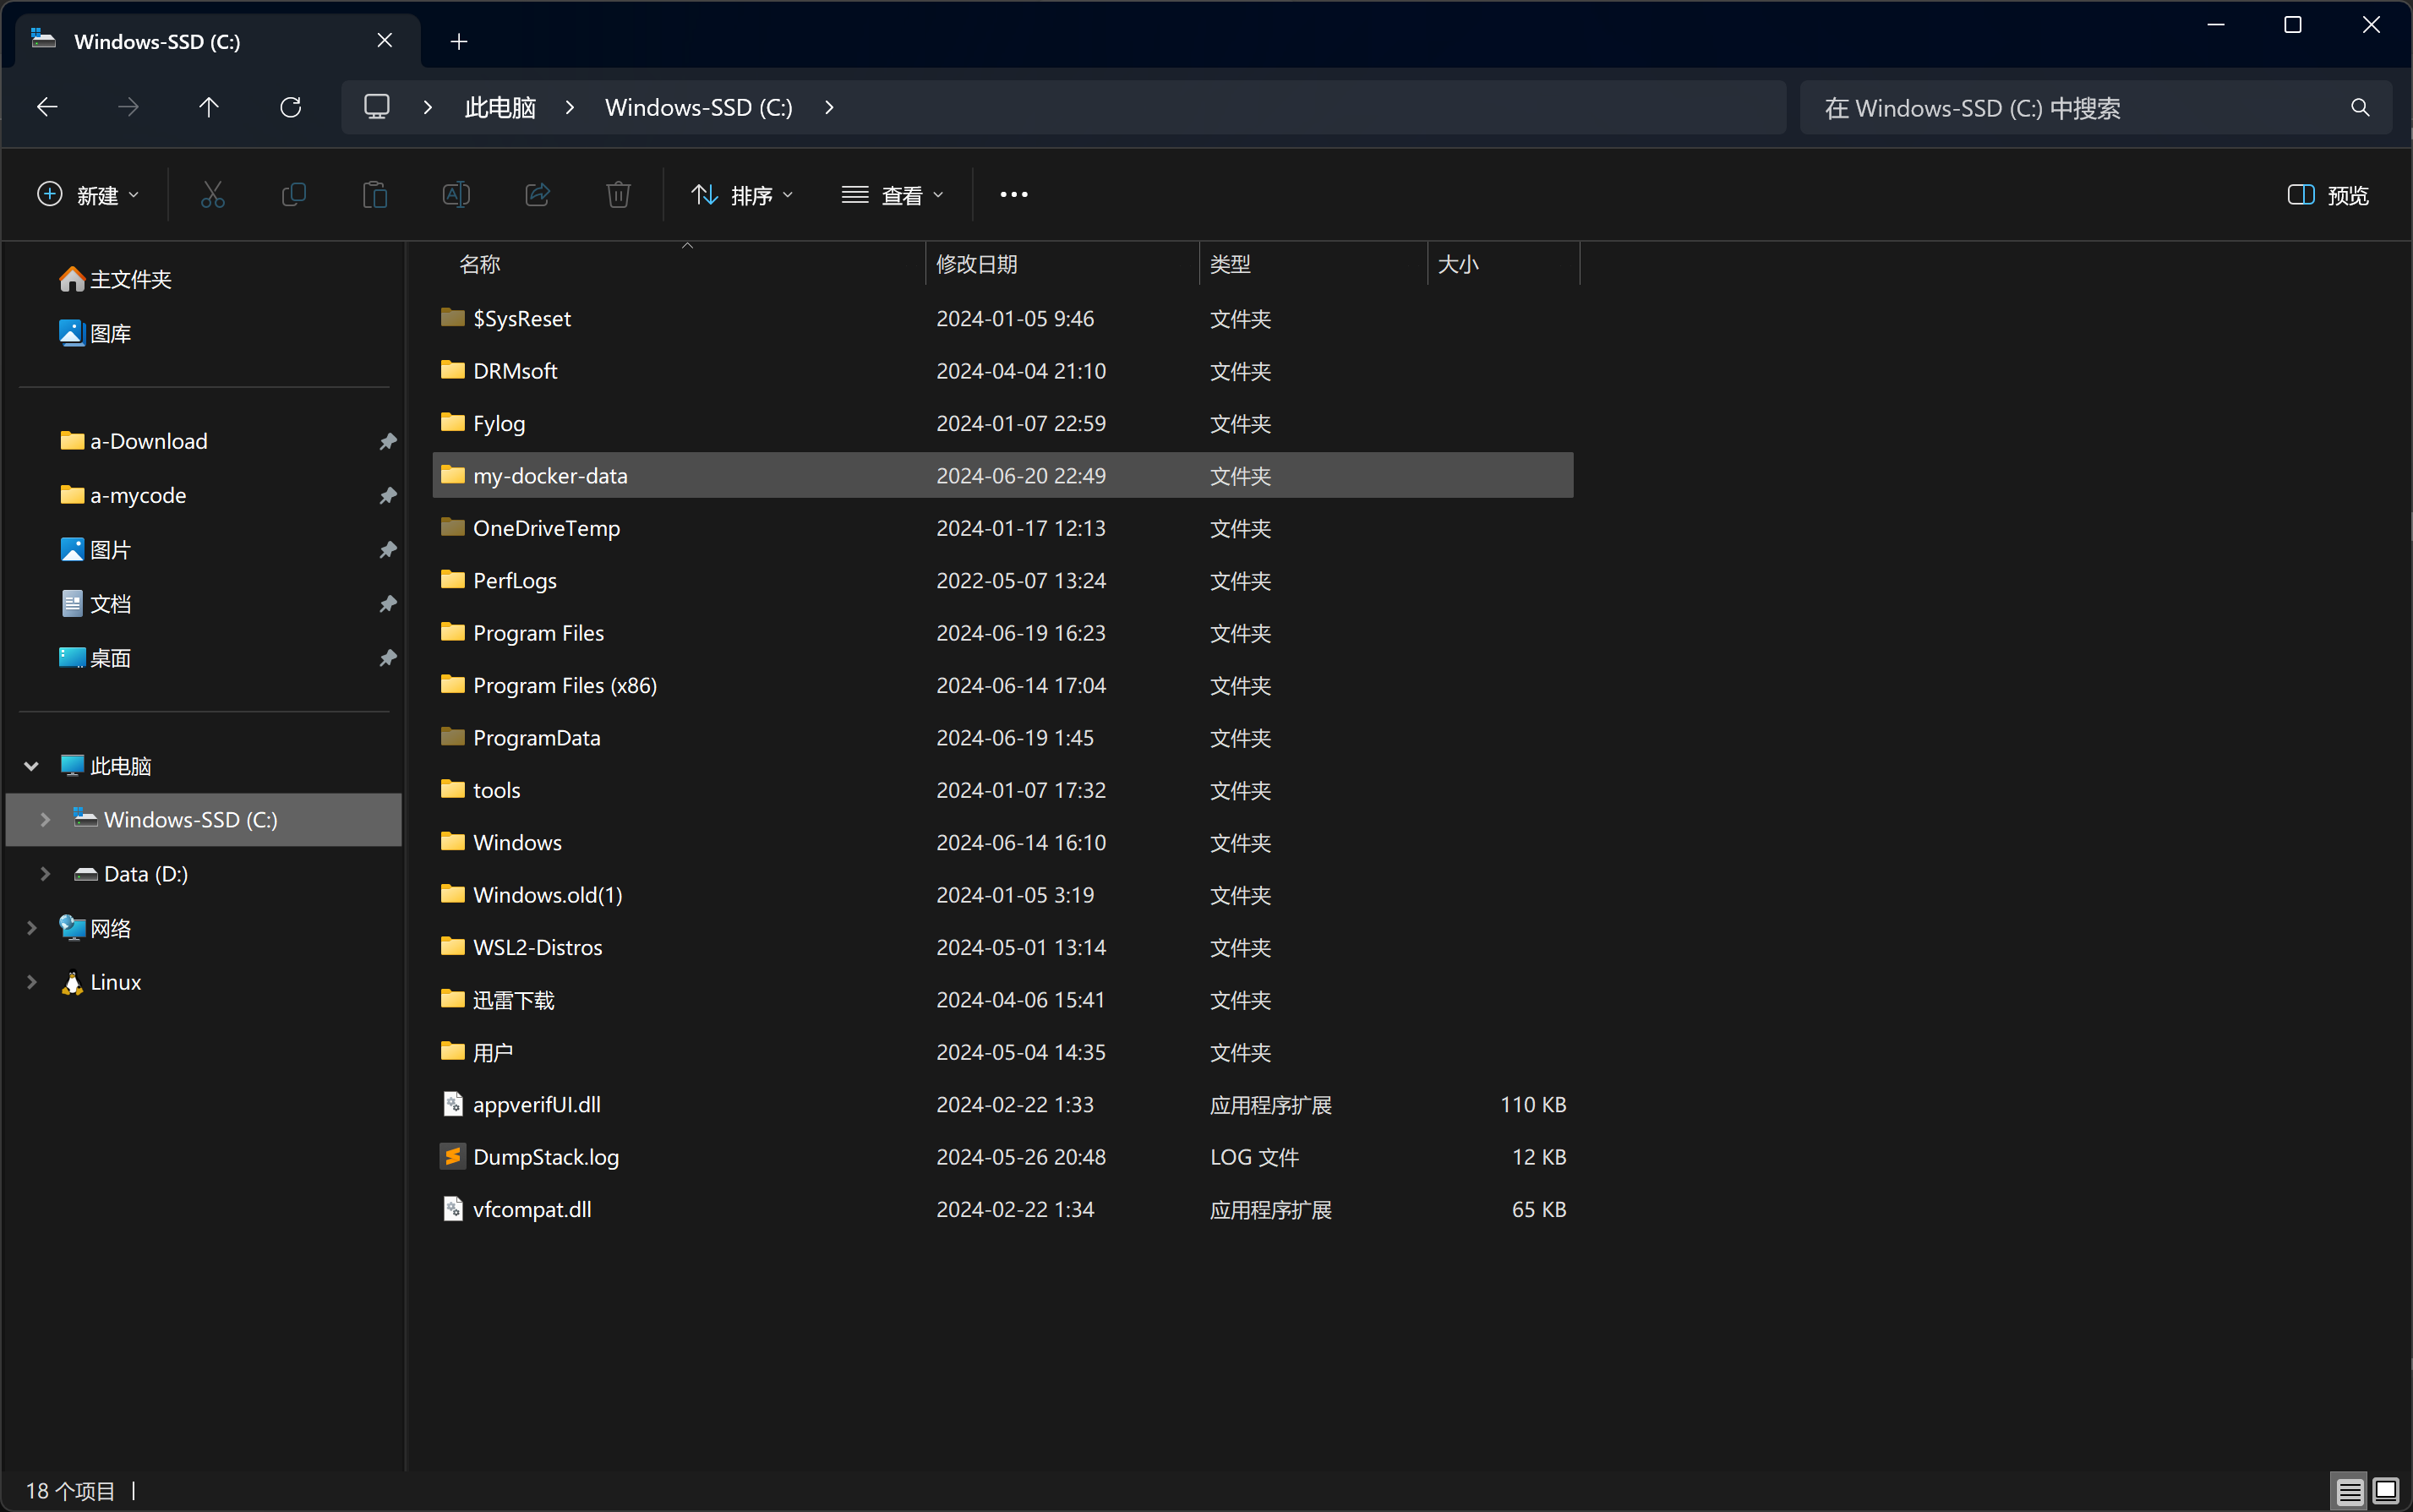 Windows-SSD (C:)
此电脑 Windows-SSD (C:) 在 Windows-SSD (C:) 中搜索
新建 排序 查看 预览
主文件夹
图库
a-Download
a-mycode
图片
文档
桌面
此电脑
Windows-SSD (C:)
Data (D:)
网络
Linux
名称 修改日期 类型 大小
$SysReset 2024-01-05 9:46 文件夹
DRMsoft 2024-04-04 21:10 文件夹
Fylog 2024-01-07 22:59 文件夹
my-docker-data 2024-06-20 22:49 文件夹
OneDriveTemp 2024-01-17 12:13 文件夹
PerfLogs 2022-05-07 13:24 文件夹
Program Files 2024-06-19 16:23 文件夹
Program Files (x86) 2024-06-14 17:04 文件夹
ProgramData 2024-06-19 1:45 文件夹
tools 2024-01-07 17:32 文件夹
Windows 2024-06-14 16:10 文件夹
Windows.old(1) 2024-01-05 3:19 文件夹
WSL2-Distros 2024-05-01 13:14 文件夹
迅雷下载 2024-04-06 15:41 文件夹
用户 2024-05-04 14:35 文件夹
appverifUI.dll 2024-02-22 1:33 应用程序扩展 110 KB
DumpStack.log 2024-05-26 20:48 LOG 文件 12 KB
vfcompat.dll 2024-02-22 1:34 应用程序扩展 65 KB
18 个项目